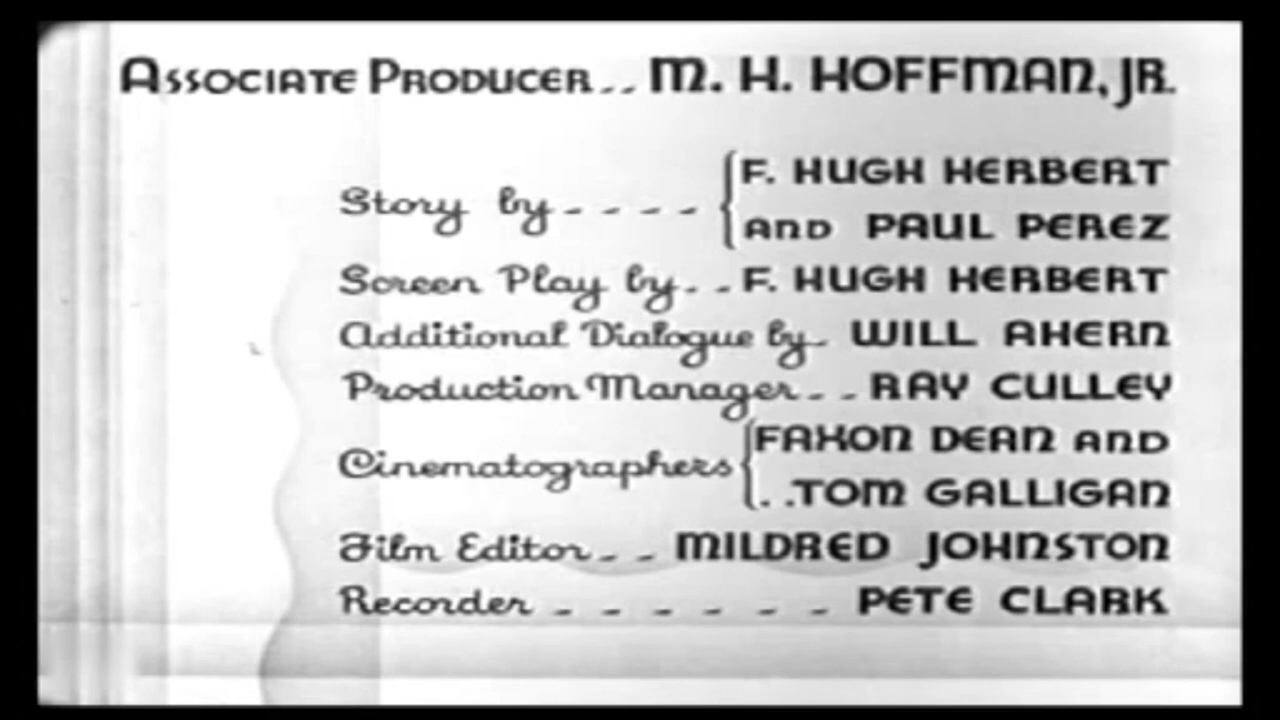 Associate Producer... M. H. HOFFMAN, JR.
Story by---- { F. HUGH HERBERT
and PAUL PEREZ
Screen Play by.. F. HUGH HERBERT
Additional Dialogue by. WILL AHERN
Production Manager.. RAY CULLEY
Cinematographers { FAXON DEAN and
..TOM GALLIGAN
Film Editor-- MILDRED JOHNSTON
Recorder ------ PETE CLARK